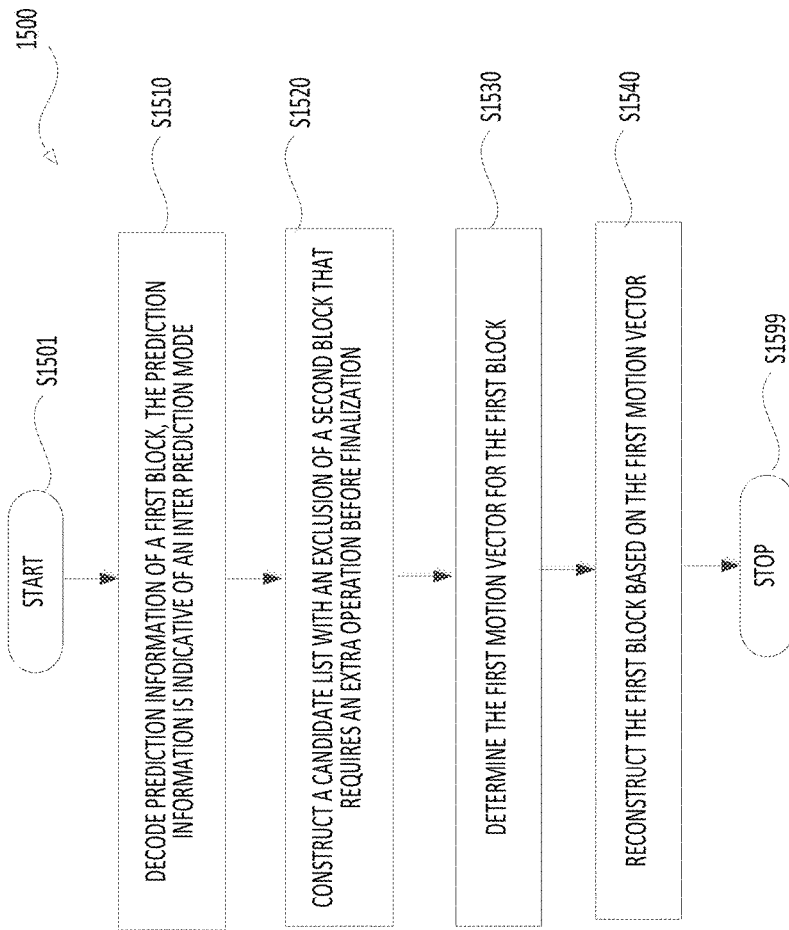 1500
START
S1501
DECODE PREDICTION INFORMATION OF A FIRST BLOCK, THE PREDICTION
INFORMATION IS INDICATIVE OF AN INTER PREDICTION MODE
S1510
CONSTRUCT A CANDIDATE LIST WITH AN EXCLUSION OF A SECOND BLOCK THAT
REQUIRES AN EXTRA OPERATION BEFORE FINALIZATION
S1520
DETERMINE THE FIRST MOTION VECTOR FOR THE FIRST BLOCK
S1530
RECONSTRUCT THE FIRST BLOCK BASED ON THE FIRST MOTION VECTOR
S1540
STOP
S1599